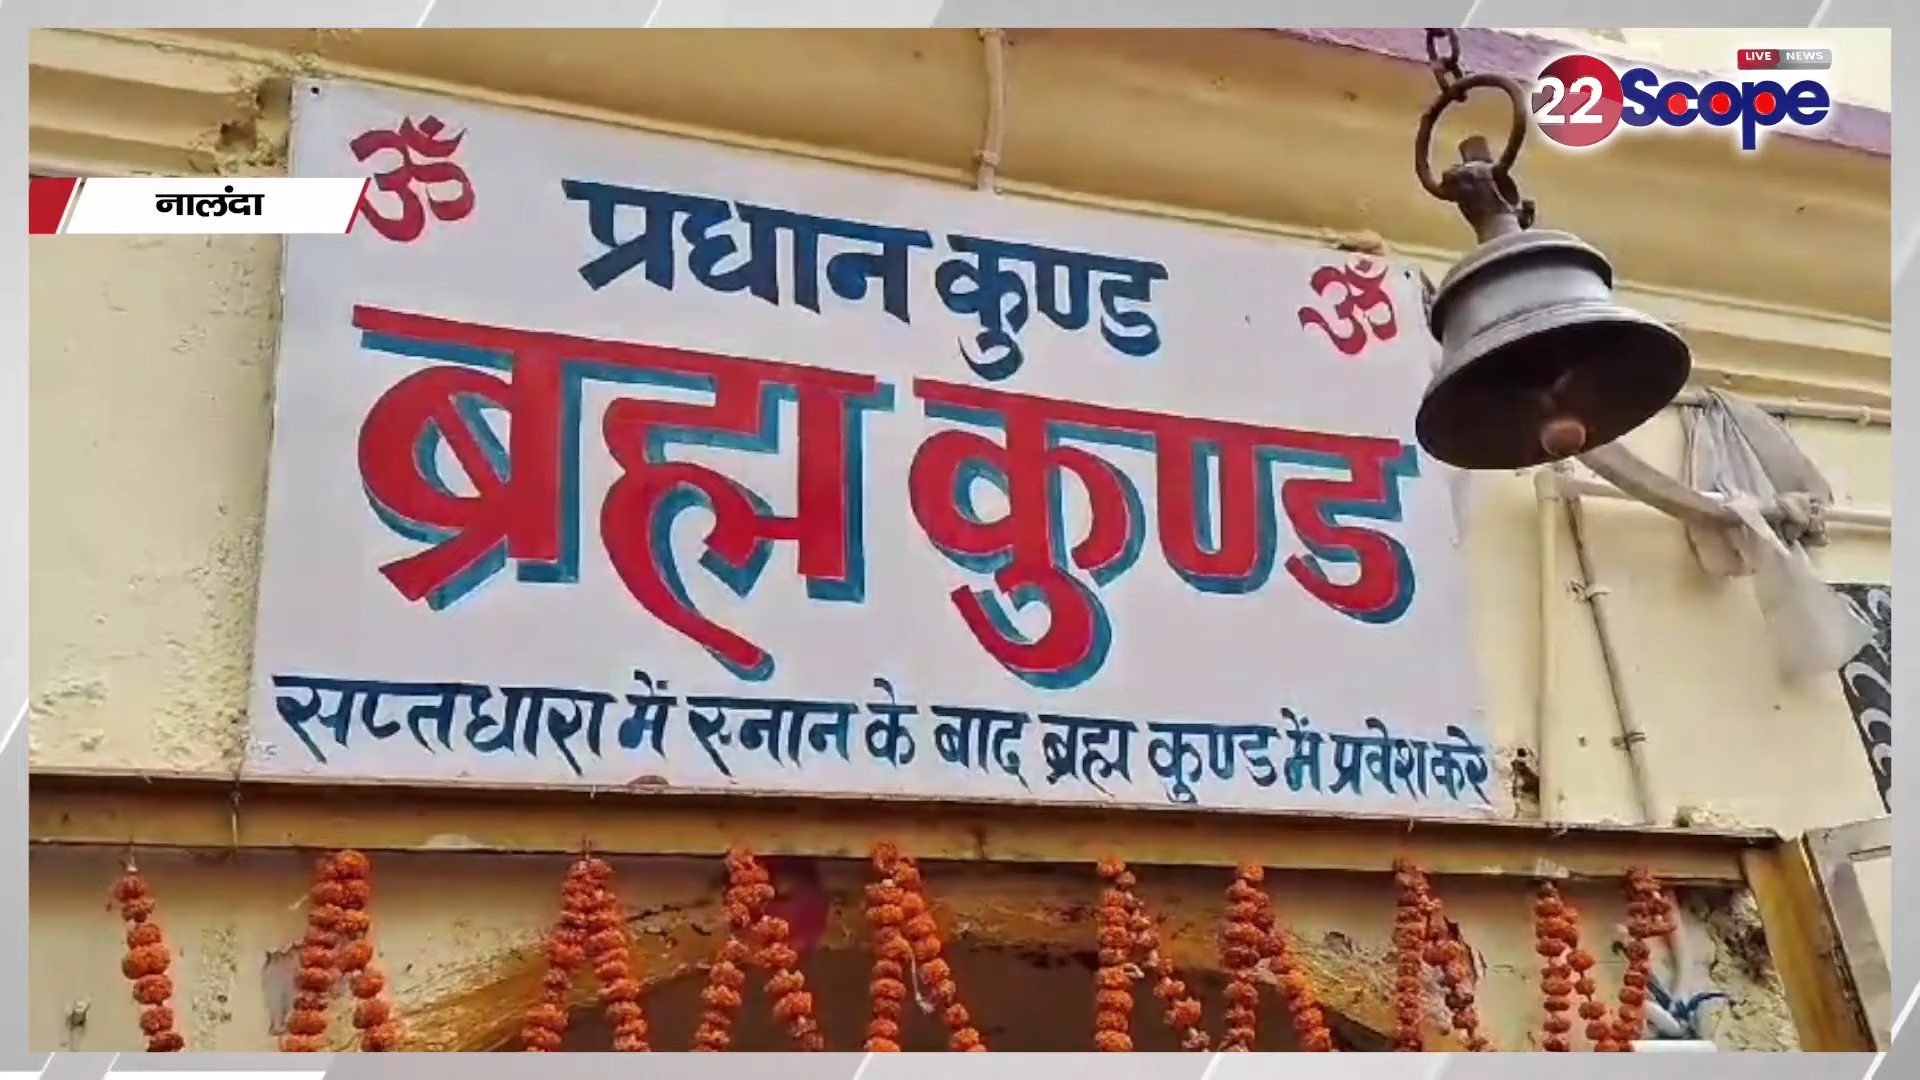 LIVE NEWS
22Scope
नालंदा
ॐ
प्रधान कुण्ड
ॐ
ब्रह्म कुण्ड
सप्तधारा में स्नान के बाद ब्रह्म कुण्ड में प्रवेश करे